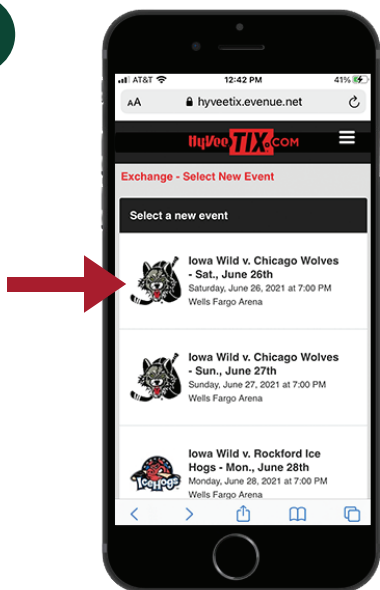 AT&T 12:42 PM 41%
AA hyveetix.evenue.net
HyVee TIX.COM
Exchange - Select New Event
Select a new event
Iowa Wild v. Chicago Wolves
- Sat., June 26th
Saturday, June 26, 2021 at 7:00 PM
Wells Fargo Arena
Iowa Wild v. Chicago Wolves
- Sun., June 27th
Sunday, June 27, 2021 at 7:00 PM
Wells Fargo Arena
Iowa Wild v. Rockford Ice
Hogs - Mon., June 28th
Monday, June 28, 2021 at 7:00 PM
Wells Fargo Arena
ICEHOGS